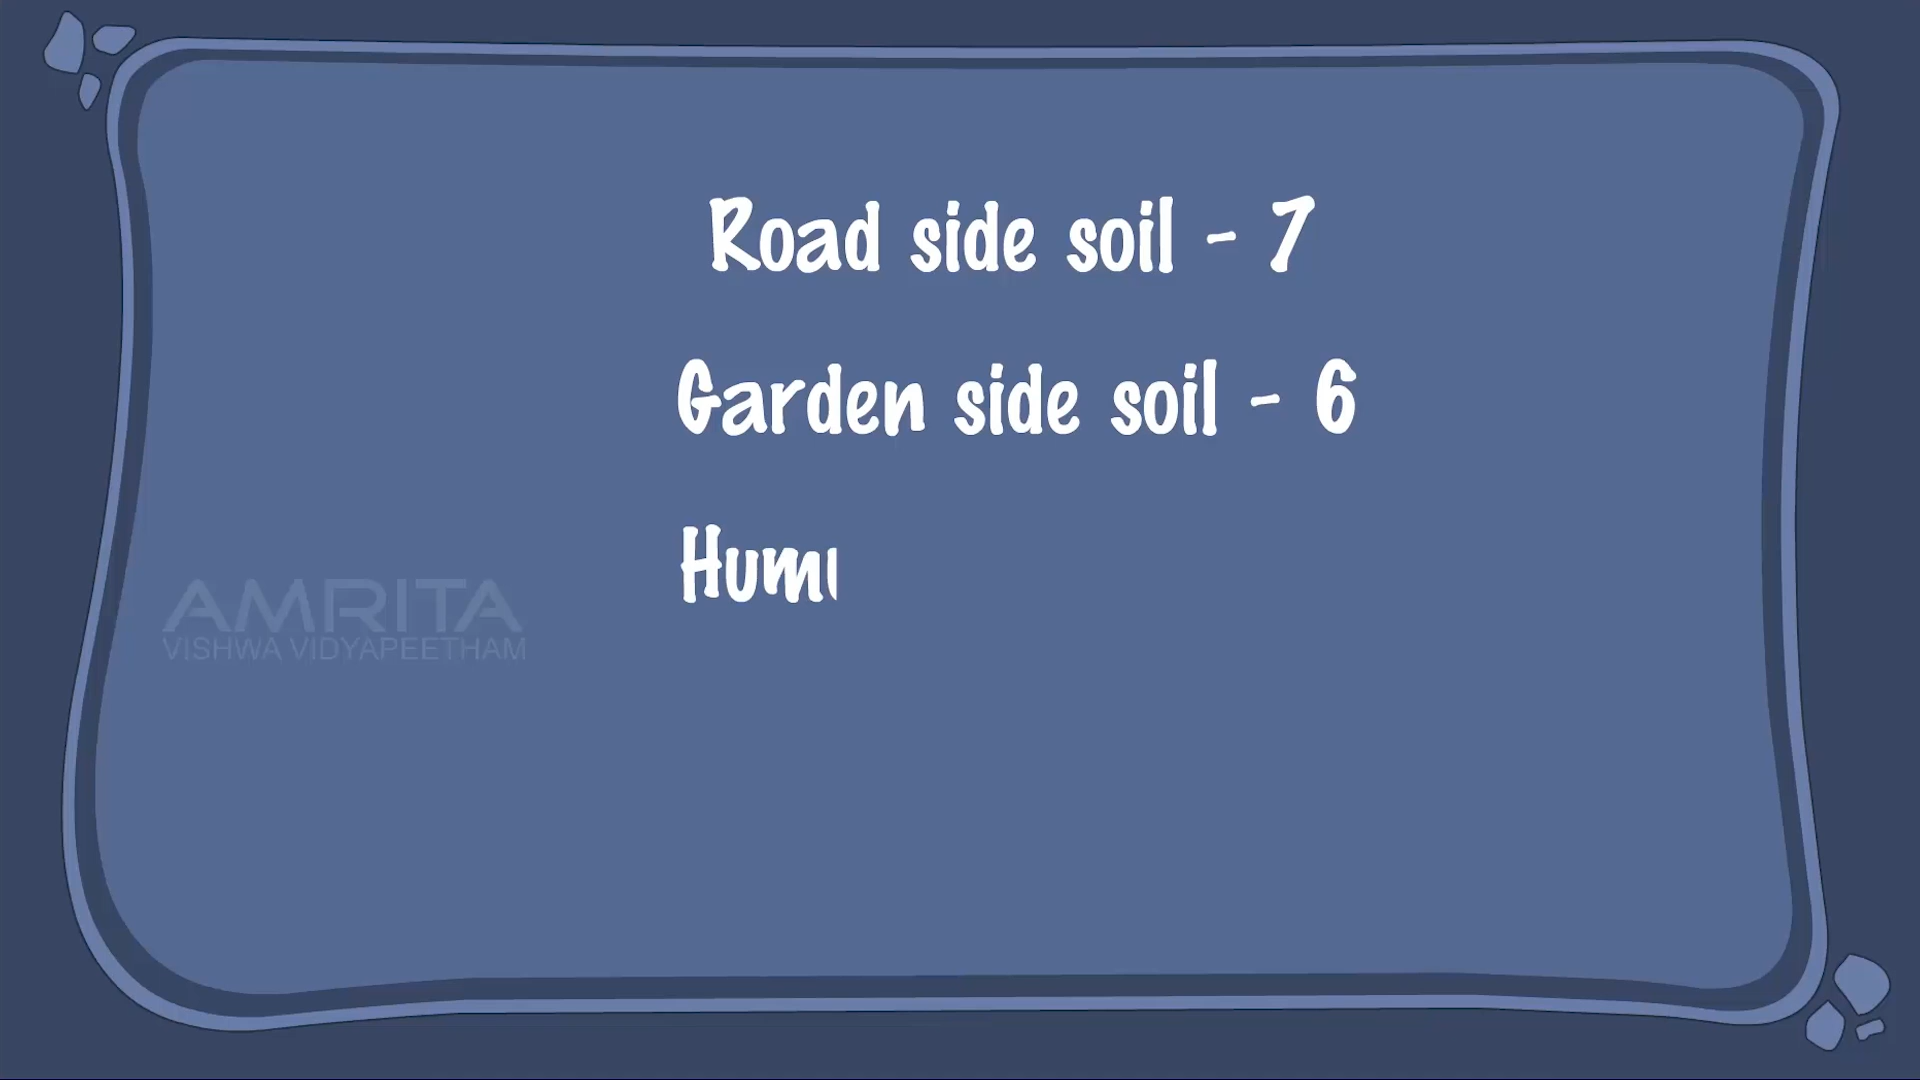 Road side soil - 7
Garden side soil - 6
AMRITA
VISHWA VIDYAPEETHAM